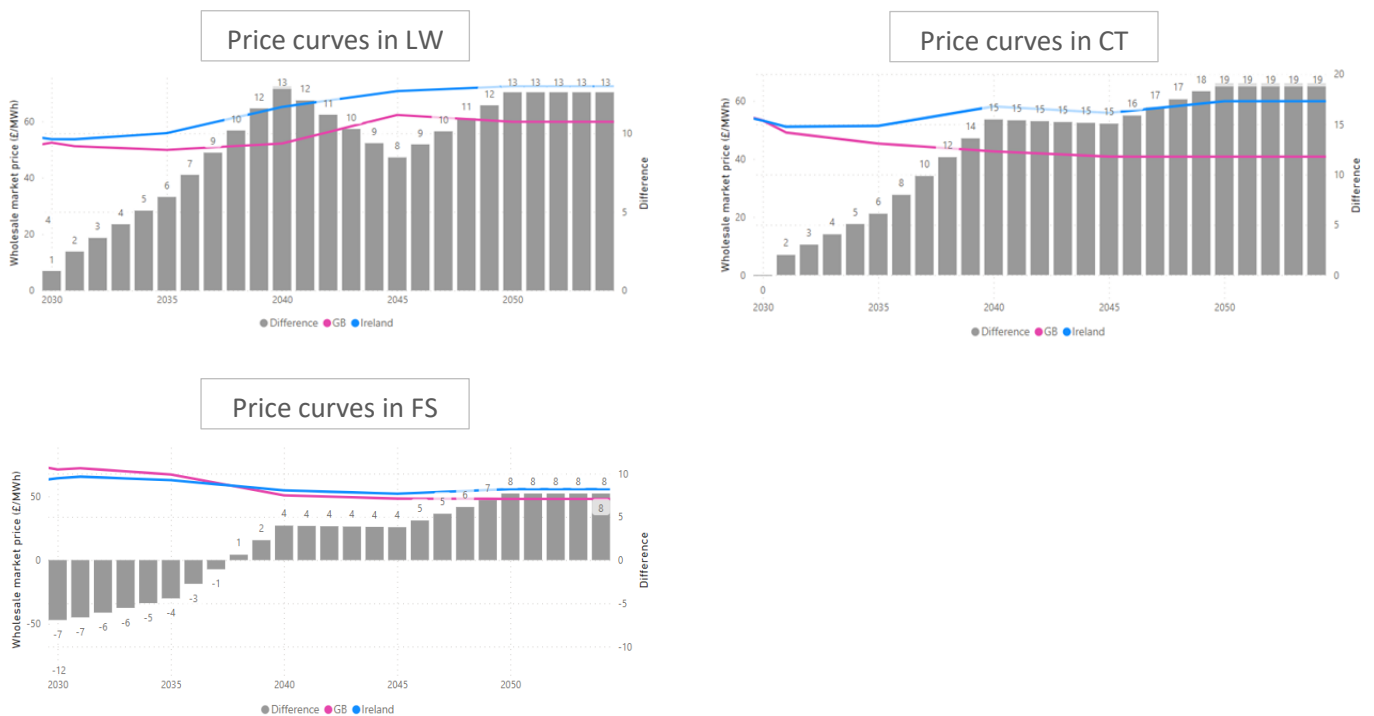 Price curves in LW
Wholesale market price (£/MWh)
60
40
20
0
10
5
0
Difference
4
1 2 3 4 5 6 7 9 10 12 13 12 11 10 9 8 9 10 11 12 13 13 13 13 13
2030 2035 2040 2045 2050
Difference GB Ireland
Price curves in CT
Wholesale market price (£/MWh)
60
40
20
0
20
15
10
5
0
Difference
0 2 3 4 5 6 8 10 12 14 15 15 15 15 15 15 16 17 17 18 19 19 19 19 19
2030 2035 2040 2045 2050
Difference GB Ireland
Price curves in FS
Wholesale market price (£/MWh)
50
0
-50
10
5
0
-5
-10
Difference
-7 -7 -6 -6 -5 -4 -3 -1 1 2 4 4 4 4 4 4 5 5 6 7 8 8 8 8 8
8
-12
2030 2035 2040 2045 2050
Difference GB Ireland